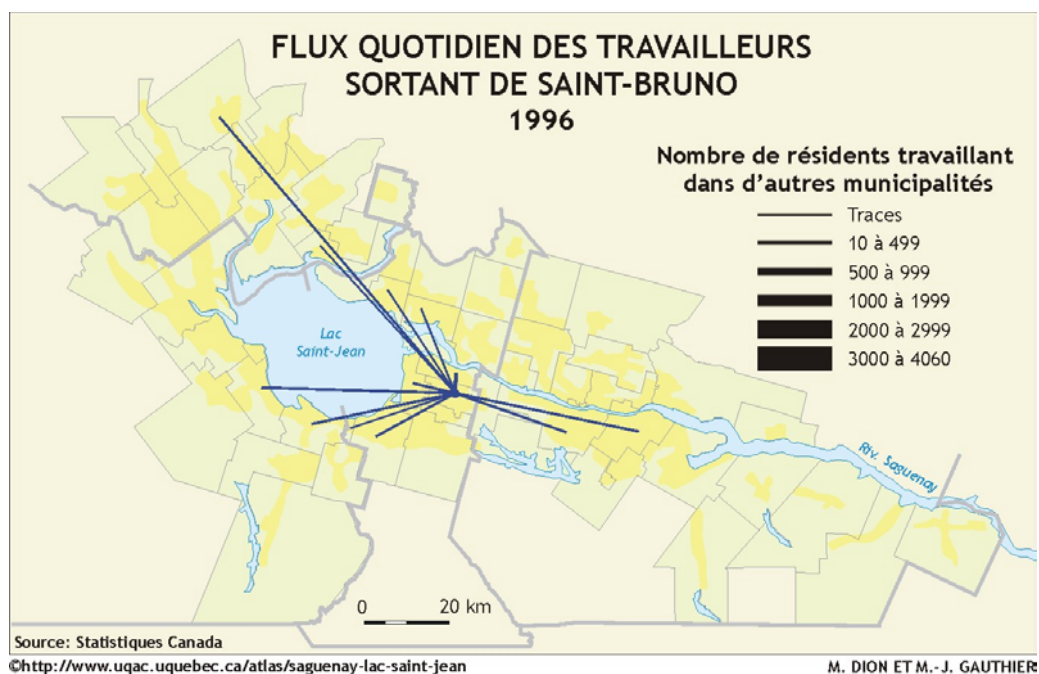 FLUX QUOTIDIEN DES TRAVAILLEURS
SORTANT DE SAINT-BRUNO
1996
Nombre de résidents travaillant
dans d'autres municipalités
Traces
10 à 499
500 à 999
1000 à 1999
2000 à 2999
3000 à 4060
Lac
Saint-Jean
Riv. Saguenay
0 20 km
Source: Statistiques Canada
©http://www.uqac.uquebec.ca/atlas/saguenay-lac-saint-jean
M. DION ET M.-J. GAUTHIER